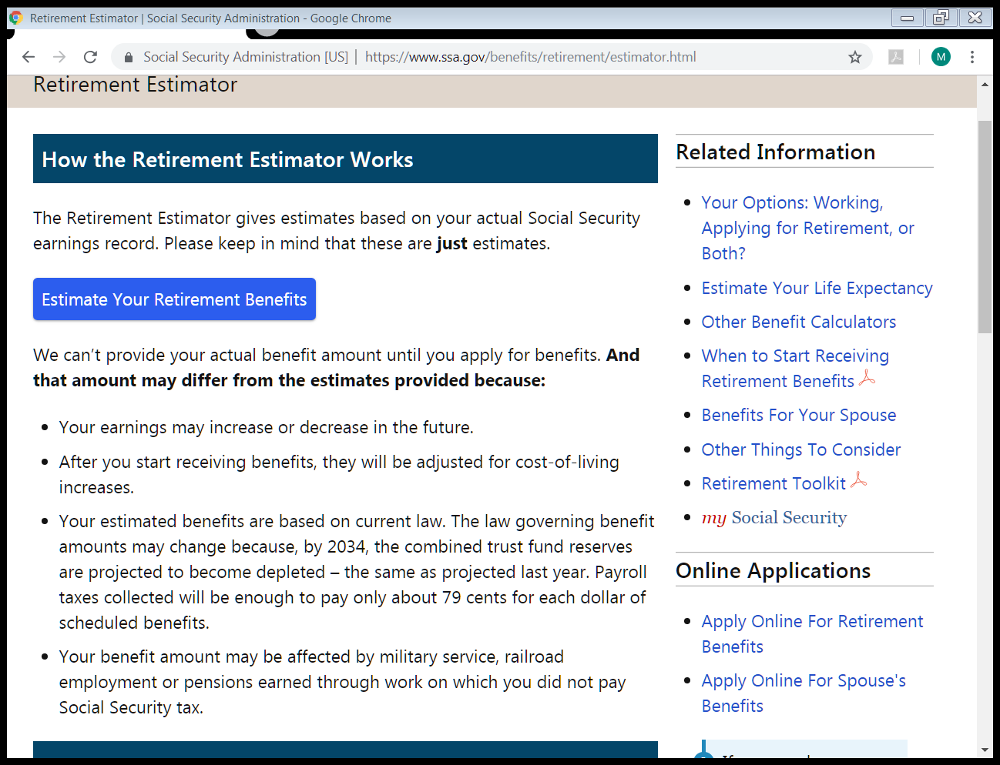 Retirement Estimator | Social Security Administration - Google Chrome
Social Security Administration [US] | https://www.ssa.gov/benefits/retirement/estimator.html
M
Retirement Estimator
How the Retirement Estimator Works
The Retirement Estimator gives estimates based on your actual Social Security
earnings record. Please keep in mind that these are just estimates.
Estimate Your Retirement Benefits
We can’t provide your actual benefit amount until you apply for benefits. And
that amount may differ from the estimates provided because:
Your earnings may increase or decrease in the future.
After you start receiving benefits, they will be adjusted for cost-of-living
increases.
Your estimated benefits are based on current law. The law governing benefit
amounts may change because, by 2034, the combined trust fund reserves
are projected to become depleted – the same as projected last year. Payroll
taxes collected will be enough to pay only about 79 cents for each dollar of
scheduled benefits.
Your benefit amount may be affected by military service, railroad
employment or pensions earned through work on which you did not pay
Social Security tax.
Related Information
Your Options: Working,
Applying for Retirement, or
Both?
Estimate Your Life Expectancy
Other Benefit Calculators
When to Start Receiving
Retirement Benefits
Benefits For Your Spouse
Other Things To Consider
Retirement Toolkit
my Social Security
Online Applications
Apply Online For Retirement
Benefits
Apply Online For Spouse's
Benefits